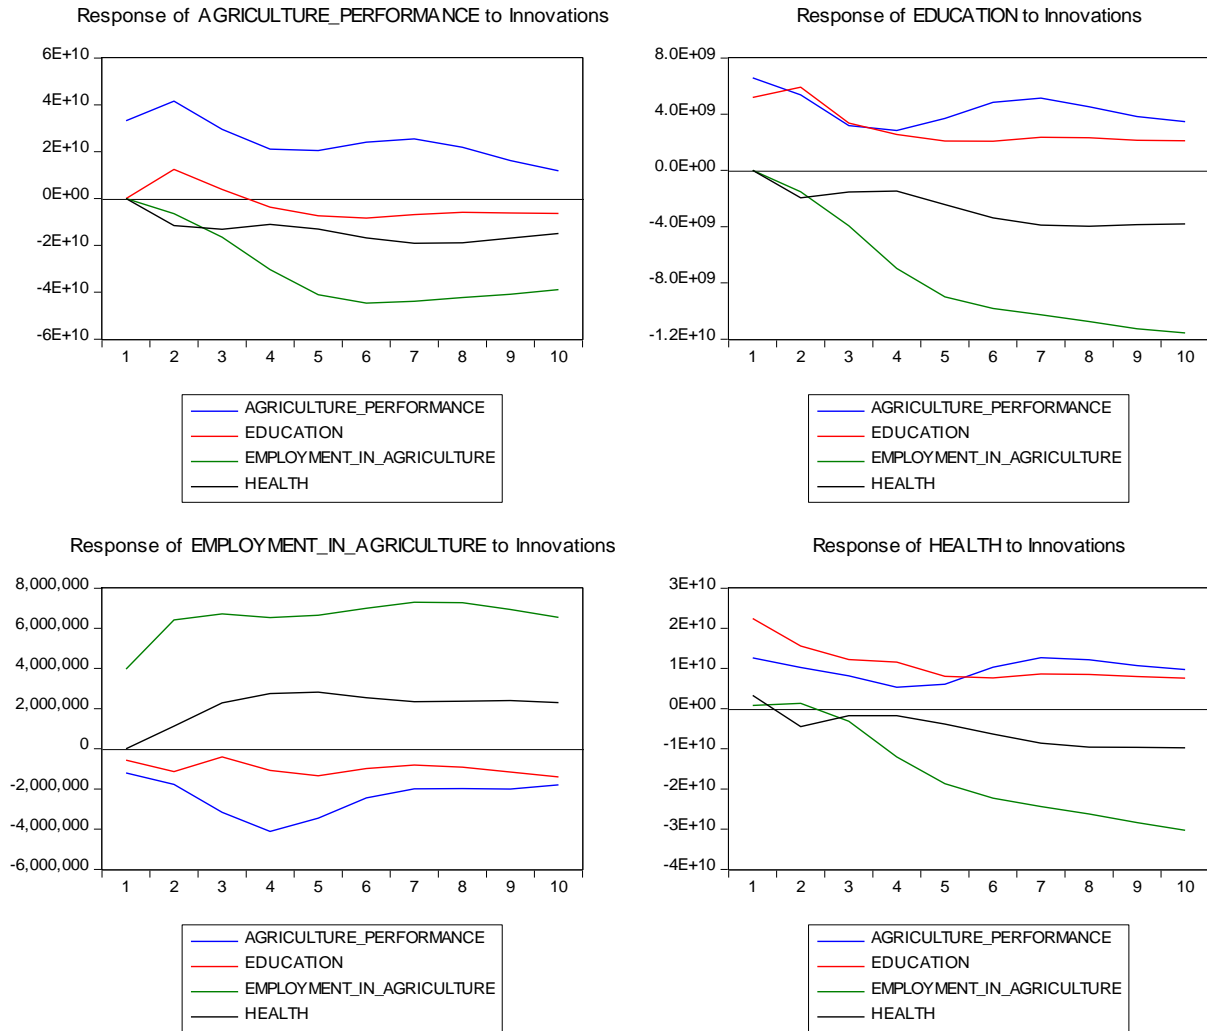 Response of AGRICULTURE_PERFORMANCE to Innovations
6E+10
4E+10
2E+10
0E+00
-2E+10
-4E+10
-6E+10
1 2 3 4 5 6 7 8 9 10
AGRICULTURE_PERFORMANCE
EDUCATION
EMPLOYMENT_IN_AGRICULTURE
HEALTH
Response of EDUCATION to Innovations
8.0E+09
4.0E+09
0.0E+00
-4.0E+09
-8.0E+09
-1.2E+10
1 2 3 4 5 6 7 8 9 10
AGRICULTURE_PERFORMANCE
EDUCATION
EMPLOYMENT_IN_AGRICULTURE
HEALTH
Response of EMPLOYMENT_IN_AGRICULTURE to Innovations
8,000,000
6,000,000
4,000,000
2,000,000
0
-2,000,000
-4,000,000
-6,000,000
1 2 3 4 5 6 7 8 9 10
AGRICULTURE_PERFORMANCE
EDUCATION
EMPLOYMENT_IN_AGRICULTURE
HEALTH
Response of HEALTH to Innovations
3E+10
2E+10
1E+10
0E+00
-1E+10
-2E+10
-3E+10
-4E+10
1 2 3 4 5 6 7 8 9 10
AGRICULTURE_PERFORMANCE
EDUCATION
EMPLOYMENT_IN_AGRICULTURE
HEALTH